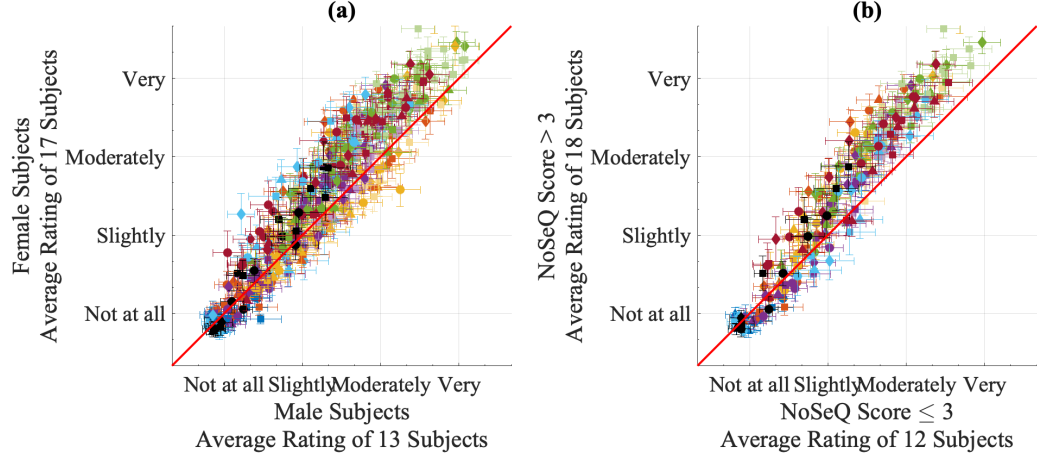 (a)
Female Subjects
Average Rating of 17 Subjects
Very
Moderately
Slightly
Not at all
Not at all Slightly Moderately Very
Male Subjects
Average Rating of 13 Subjects
(b)
NoSeQ Score > 3
Average Rating of 18 Subjects
Very
Moderately
Slightly
Not at all
Not at all Slightly Moderately Very
NoSeQ Score ≤ 3
Average Rating of 12 Subjects